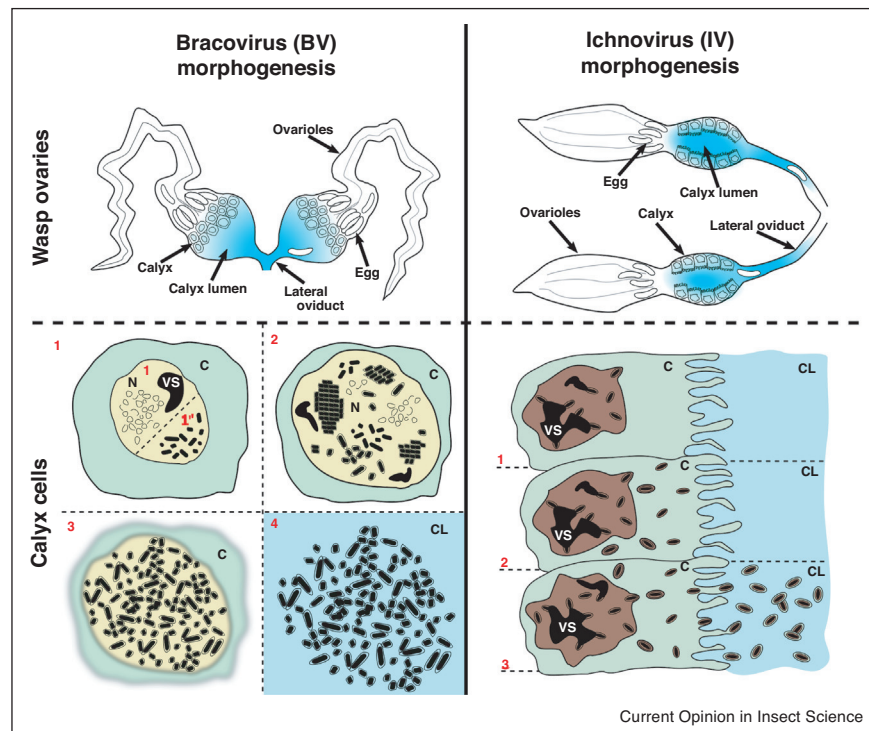 Bracovirus (BV)
morphogenesis
Ichnovirus (IV)
morphogenesis
Wasp ovaries
Ovarioles
Calyx
Calyx lumen
Lateral
oviduct
Egg
Egg
Calyx lumen
Ovarioles
Calyx
Lateral oviduct
Calyx cells
1
C
1
N
VS
1"
2
C
N
3
C
4
CL
C
CL
VS
1
C
CL
VS
2
C
CL
VS
3
Current Opinion in Insect Science